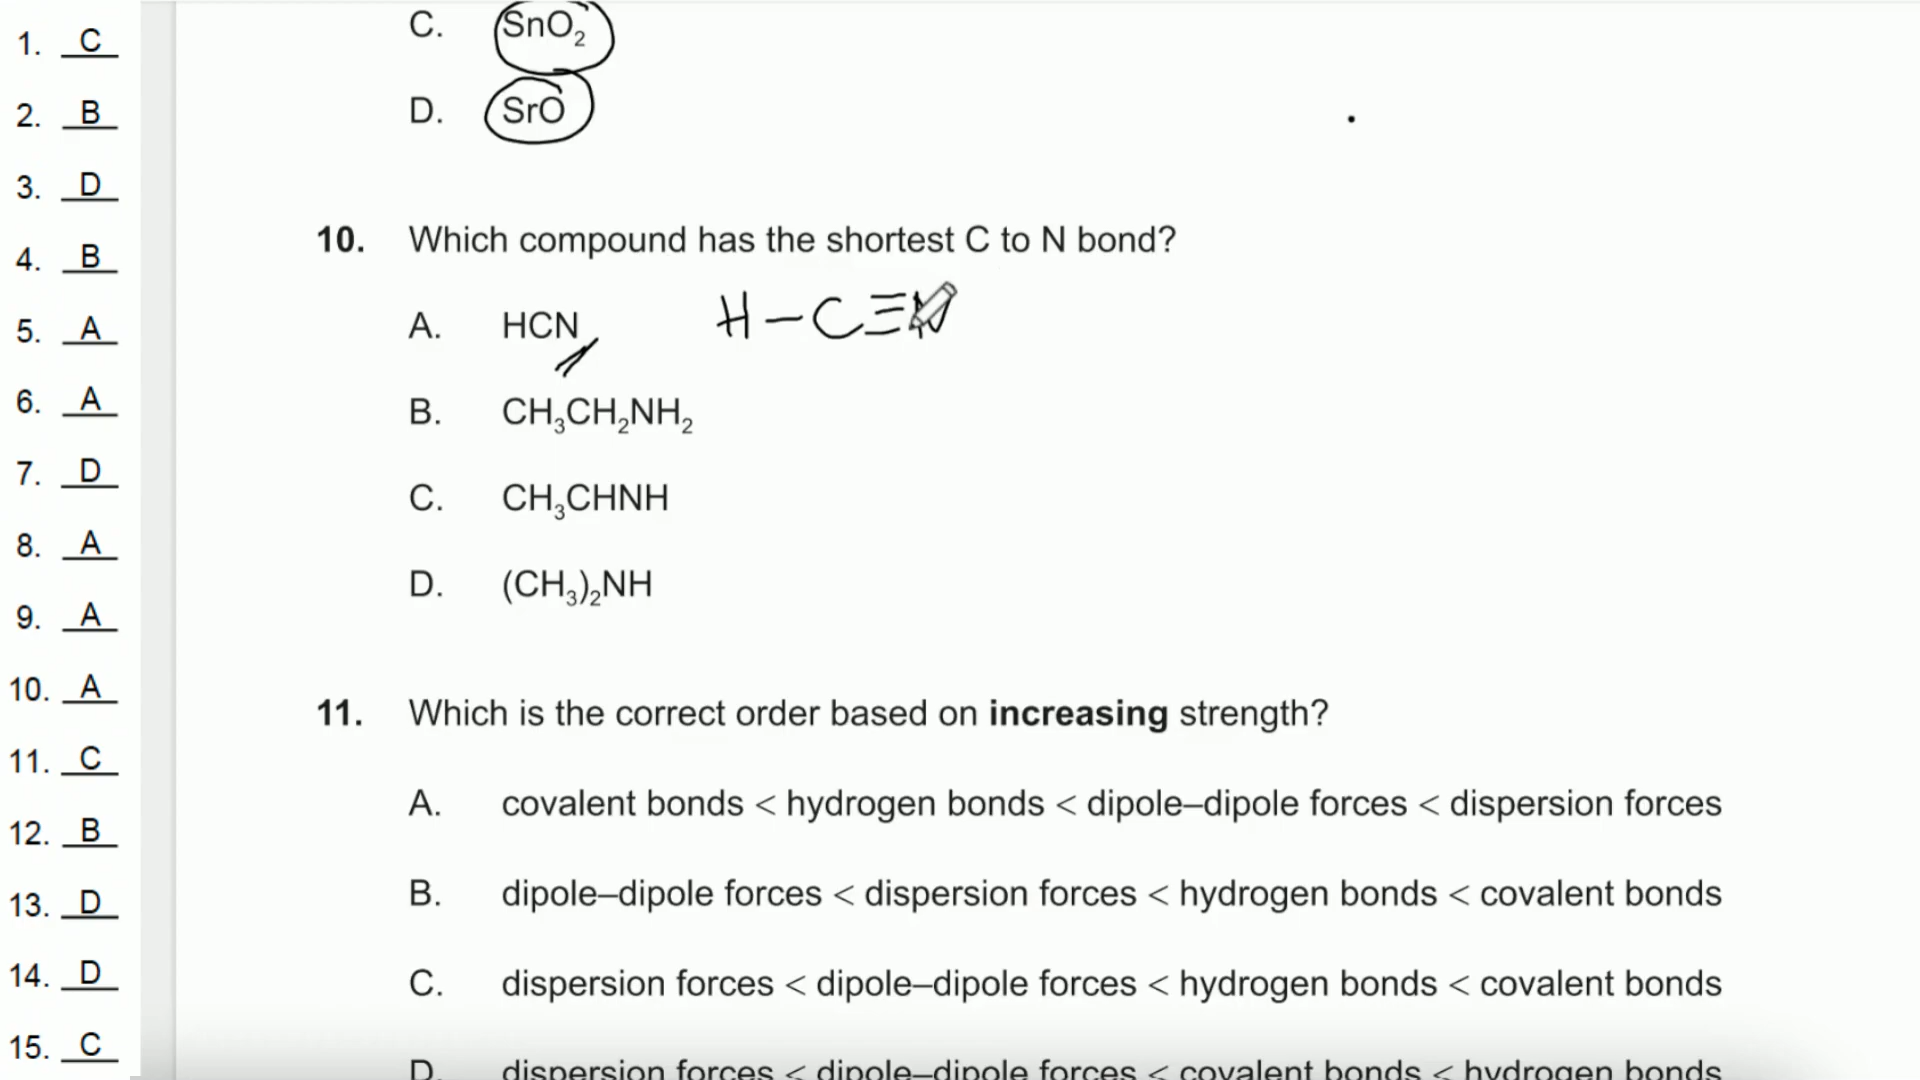 1. C
2. B
3. D
4. B
5. A
6. A
7. D
8. A
9. A
10. A
11. C
12. B
13. D
14. D
15. C
C. SnO₂
D. SrO
10. Which compound has the shortest C to N bond?
A. HCN H–C≡N
B. CH₃CH₂NH₂
C. CH₃CHNH
D. (CH₃)₂NH
11. Which is the correct order based on increasing strength?
A. covalent bonds < hydrogen bonds < dipole–dipole forces < dispersion forces
B. dipole–dipole forces < dispersion forces < hydrogen bonds < covalent bonds
C. dispersion forces < dipole–dipole forces < hydrogen bonds < covalent bonds
D. dispersion forces < dipole–dipole forces < covalent bonds < hydrogen bonds